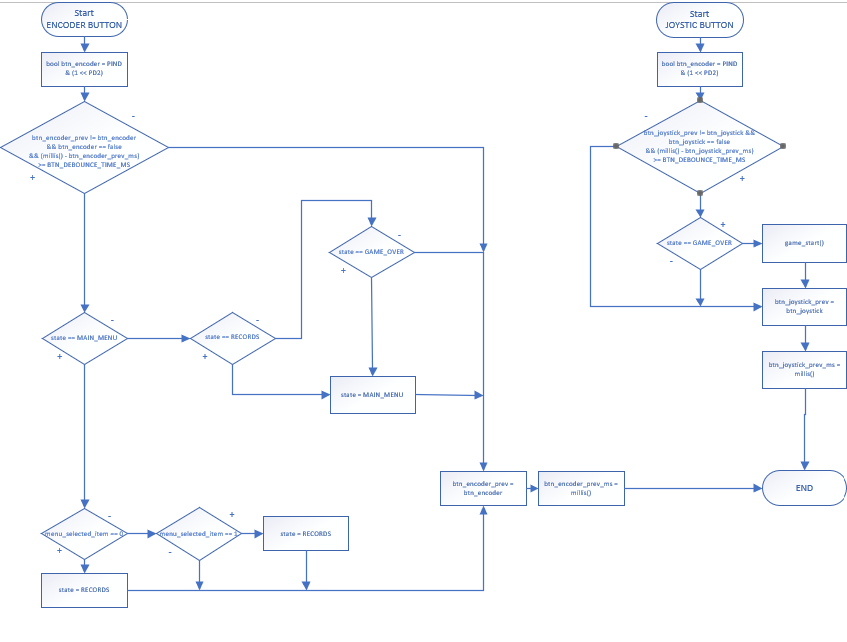 Start
ENCODER BUTTON
bool btn_encoder = PIND
& (1 << PD2)
-
btn_encoder_prev != btn_encoder
&& btn_encoder == false
&& (millis() - btn_encoder_prev_ms)
>= BTN_DEBOUNCE_TIME_MS
+
-
state == GAME_OVER
+
-
state == MAIN_MENU
+
-
state == RECORDS
+
state = MAIN_MENU
btn_encoder_prev =
btn_encoder
btn_encoder_prev_ms =
millis()
-
menu_selected_item == 0
+
+
menu_selected_item == 1
-
state = RECORDS
state = RECORDS
Start
JOYSTIC BUTTON
bool btn_encoder = PIND
& (1 << PD2)
-
btn_joystick_prev != btn_joystick &&
btn_joystick == false
&& (millis() - btn_joystick_prev_ms)
>= BTN_DEBOUNCE_TIME_MS
+
+
state == GAME_OVER
-
game_start()
btn_joystick_prev =
btn_joystick
btn_joystick_prev_ms =
millis()
END